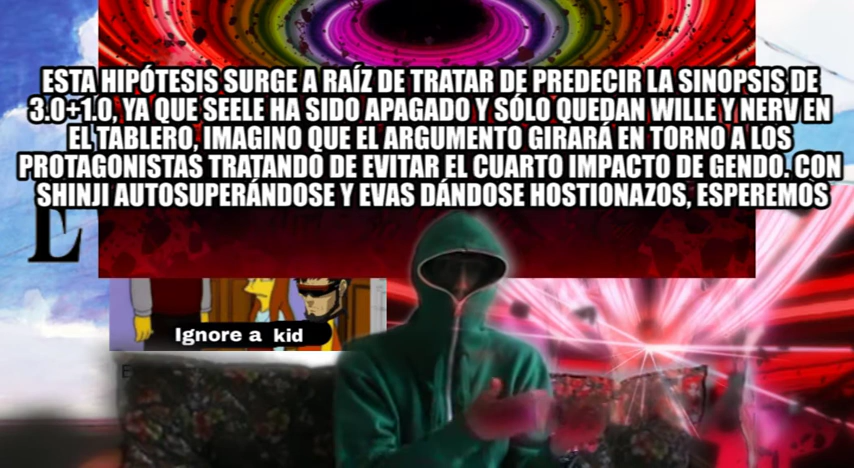 ESTA HIPÓTESIS SURGE A RAÍZ DE TRATAR DE PREDECIR LA SINOPSIS DE
3.0+1.0, YA QUE SEELE HA SIDO APAGADO Y SÓLO QUEDAN WILLE Y NERV EN
EL TABLERO, IMAGINO QUE EL ARGUMENTO GIRARÁ EN TORNO A LOS
PROTAGONISTAS TRATANDO DE EVITAR EL CUARTO IMPACTO DE GENDO. CON
SHINJI AUTOSUPERÁNDOSE Y EVAS DÁNDOSE HOSTIONAZOS, ESPEREMOS
E
Ignore a kid
E